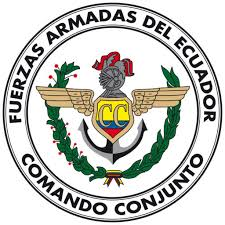 FUERZAS ARMADAS DEL ECUADOR
CC
COMANDO CONJUNTO